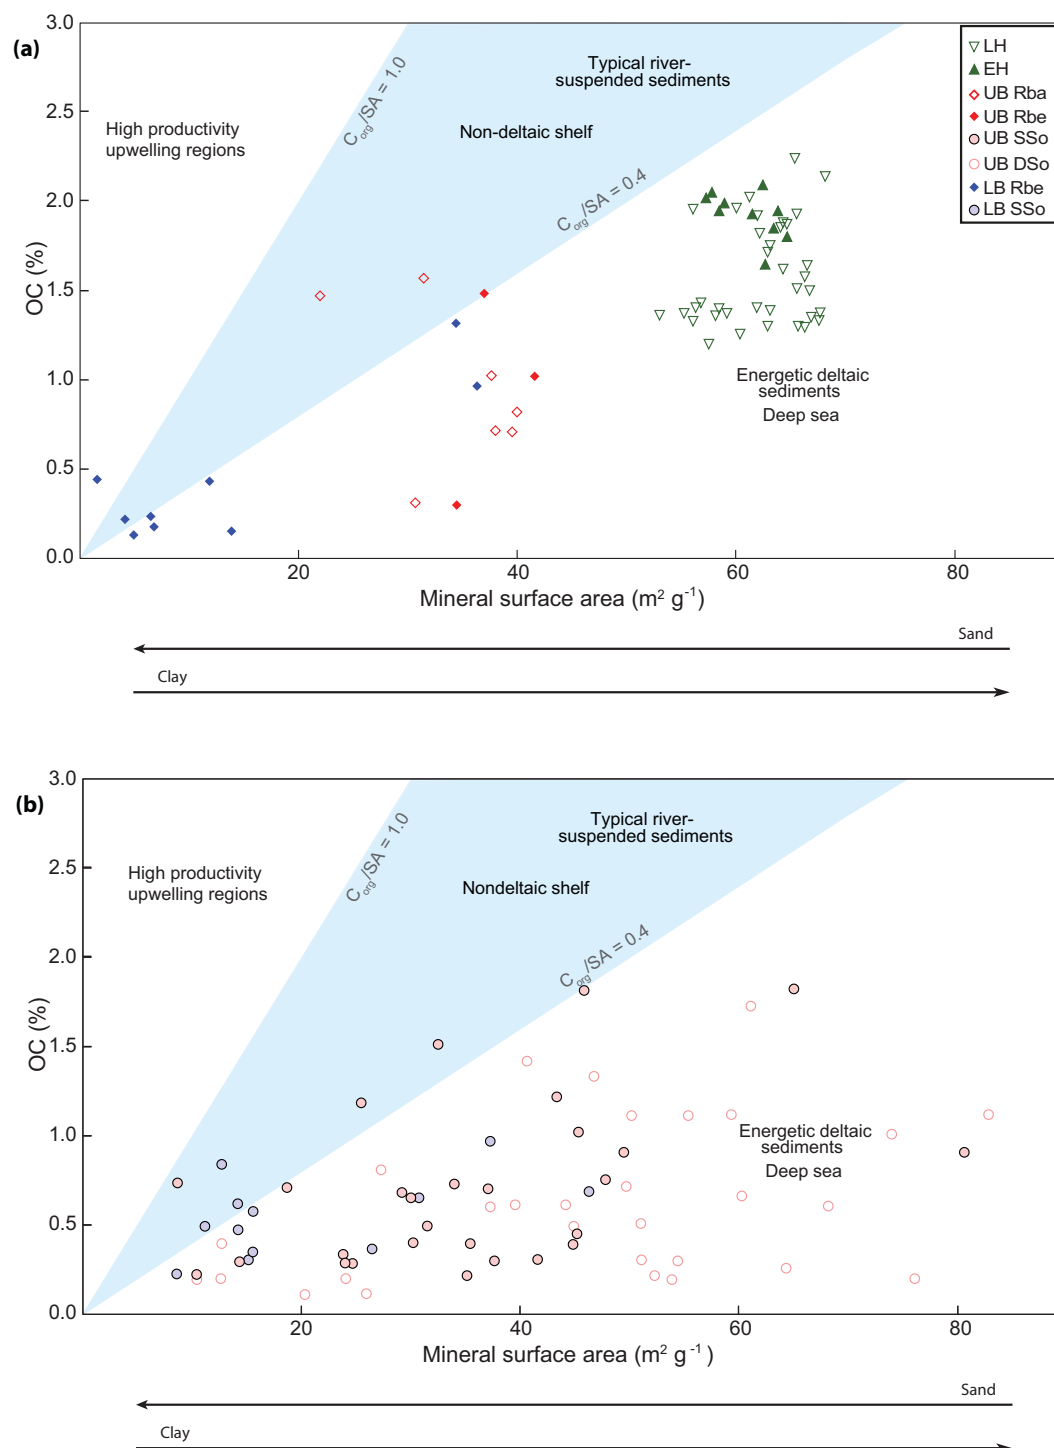 (a)
3.0
2.5
2.0
1.5
1.0
0.5
0.0
OC (%)
High productivity
upwelling regions
C_org/SA = 1.0
Typical river-
suspended sediments
Non-deltaic shelf
C_org/SA = 0.4
Energetic deltaic
sediments
Deep sea
LH
EH
UB Rba
UB Rbe
UB SSo
UB DSo
LB Rbe
LB SSo
20
40
60
80
Mineral surface area (m² g⁻¹)
Sand
Clay
(b)
3.0
2.5
2.0
1.5
1.0
0.5
0.0
OC (%)
High productivity
upwelling regions
C_org/SA = 1.0
Typical river-
suspended sediments
Nondeltaic shelf
C_org/SA = 0.4
Energetic deltaic
sediments
Deep sea
20
40
60
80
Mineral surface area (m² g⁻¹)
Sand
Clay